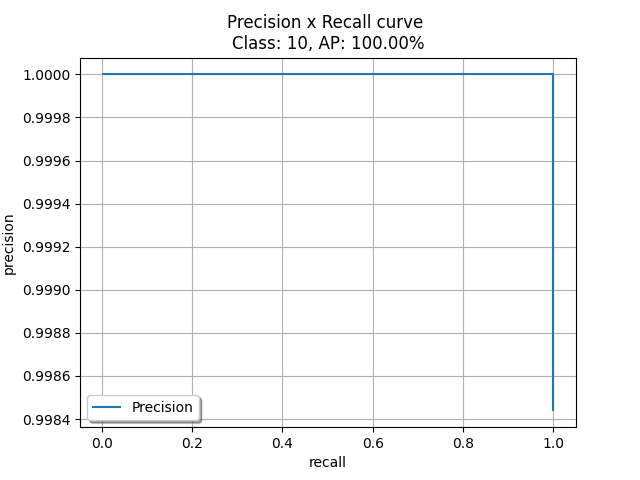 Precision x Recall curve
Class: 10, AP: 100.00%
precision
1.0000
0.9998
0.9996
0.9994
0.9992
0.9990
0.9988
0.9986
0.9984
Precision
0.0 0.2 0.4 0.6 0.8 1.0
recall